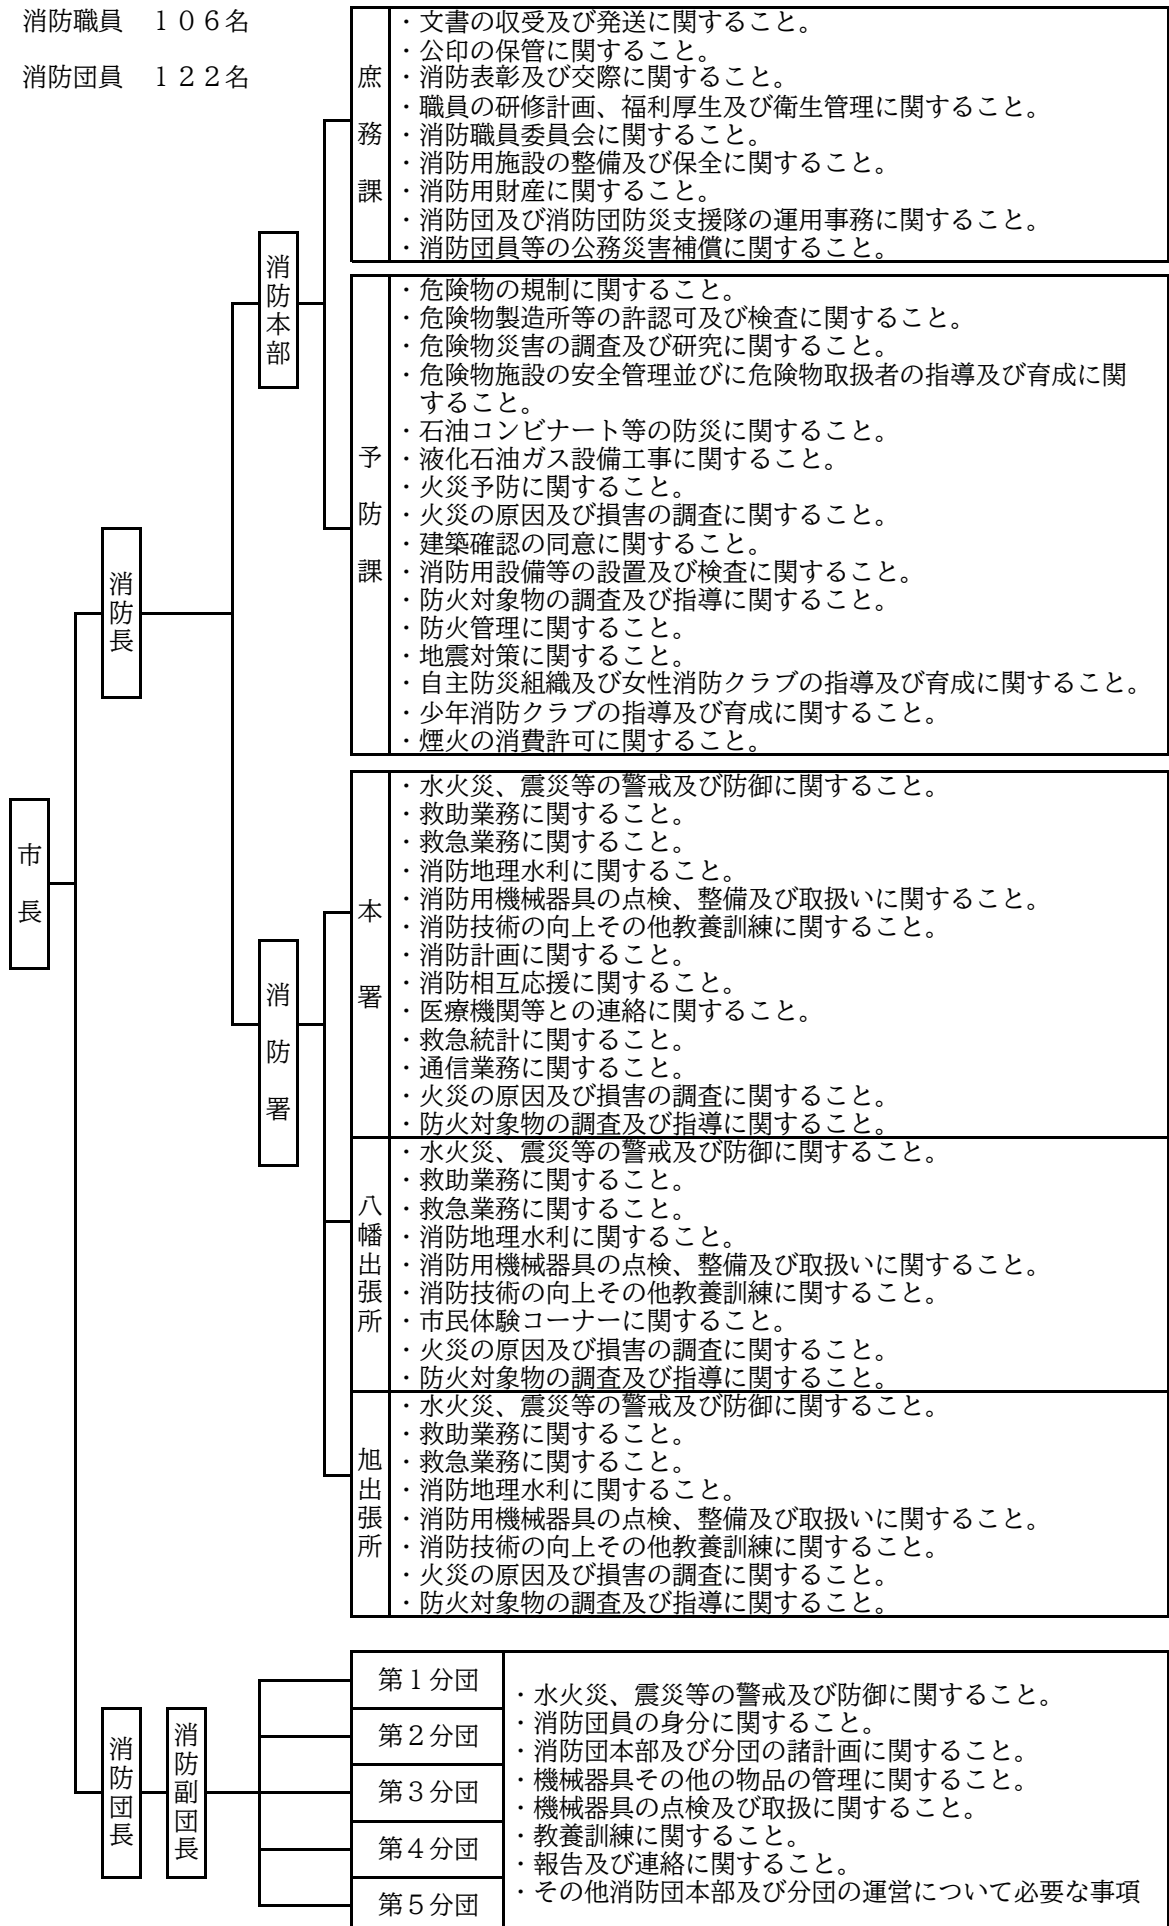 消防職員　１０６名
消防団員　１２２名
市長
消防長
消防本部
庶務課
・文書の収受及び発送に関すること。
・公印の保管に関すること。
・消防表彰及び交際に関すること。
・職員の研修計画、福利厚生及び衛生管理に関すること。
・消防職員委員会に関すること。
・消防用施設の整備及び保全に関すること。
・消防用財産に関すること。
・消防団及び消防団防災支援隊の運用事務に関すること。
・消防団員等の公務災害補償に関すること。
予防課
・危険物の規制に関すること。
・危険物製造所等の許認可及び検査に関すること。
・危険物災害の調査及び研究に関すること。
・危険物施設の安全管理並びに危険物取扱者の指導及び育成に関
すること。
・石油コンビナート等の防災に関すること。
・液化石油ガス設備工事に関すること。
・火災予防に関すること。
・火災の原因及び損害の調査に関すること。
・建築確認の同意に関すること。
・消防用設備等の設置及び検査に関すること。
・防火対象物の調査及び指導に関すること。
・防火管理に関すること。
・地震対策に関すること。
・自主防災組織及び女性消防クラブの指導及び育成に関すること。
・少年消防クラブの指導及び育成に関すること。
・煙火の消費許可に関すること。
消防署
本署
・水火災、震災等の警戒及び防御に関すること。
・救助業務に関すること。
・救急業務に関すること。
・消防地理水利に関すること。
・消防用機械器具の点検、整備及び取扱いに関すること。
・消防技術の向上その他教養訓練に関すること。
・消防計画に関すること。
・消防相互応援に関すること。
・医療機関等との連絡に関すること。
・救急統計に関すること。
・通信業務に関すること。
・火災の原因及び損害の調査に関すること。
・防火対象物の調査及び指導に関すること。
八幡出張所
・水火災、震災等の警戒及び防御に関すること。
・救助業務に関すること。
・救急業務に関すること。
・消防地理水利に関すること。
・消防用機械器具の点検、整備及び取扱いに関すること。
・消防技術の向上その他教養訓練に関すること。
・市民体験コーナーに関すること。
・火災の原因及び損害の調査に関すること。
・防火対象物の調査及び指導に関すること。
旭出張所
・水火災、震災等の警戒及び防御に関すること。
・救助業務に関すること。
・救急業務に関すること。
・消防地理水利に関すること。
・消防用機械器具の点検、整備及び取扱いに関すること。
・消防技術の向上その他教養訓練に関すること。
・火災の原因及び損害の調査に関すること。
・防火対象物の調査及び指導に関すること。
消防団長
消防副団長
第１分団
第２分団
第３分団
第４分団
第５分団
・水火災、震災等の警戒及び防御に関すること。
・消防団員の身分に関すること。
・消防団本部及び分団の諸計画に関すること。
・機械器具その他の物品の管理に関すること。
・機械器具の点検及び取扱に関すること。
・教養訓練に関すること。
・報告及び連絡に関すること。
・その他消防団本部及び分団の運営について必要な事項